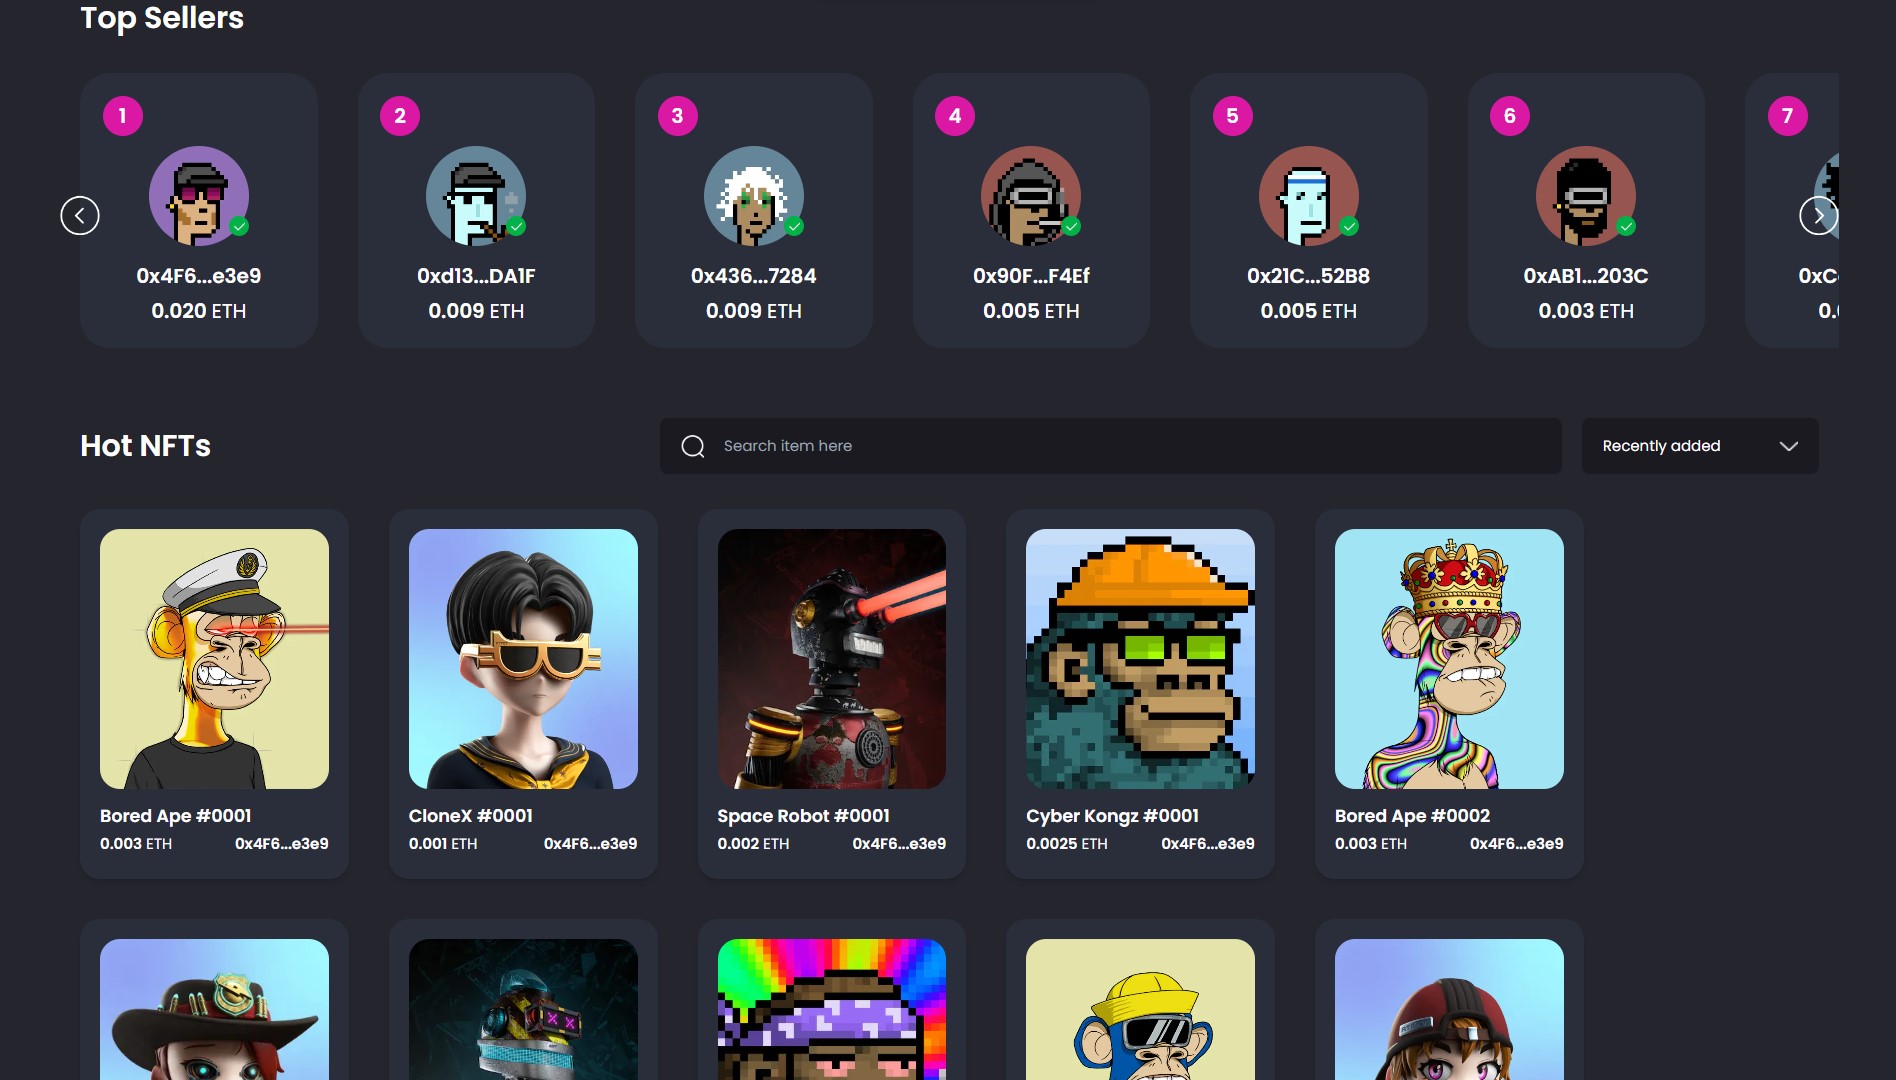 Top Sellers
1
2
3
4
5
6
7
0x4F6...e3e9
0xd13...DA1F
0x436...7284
0x90F...F4Ef
0x21C...52B8
0xAB1...203C
0.020 ETH
0.009 ETH
0.009 ETH
0.005 ETH
0.005 ETH
0.003 ETH
Hot NFTs
Search item here
Recently added
Bored Ape #0001
0.003 ETH
0x4F6...e3e9
CloneX #0001
0.001 ETH
0x4F6...e3e9
Space Robot #0001
0.002 ETH
0x4F6...e3e9
Cyber Kongz #0001
0.0025 ETH
0x4F6...e3e9
Bored Ape #0002
0.003 ETH
0x4F6...e3e9